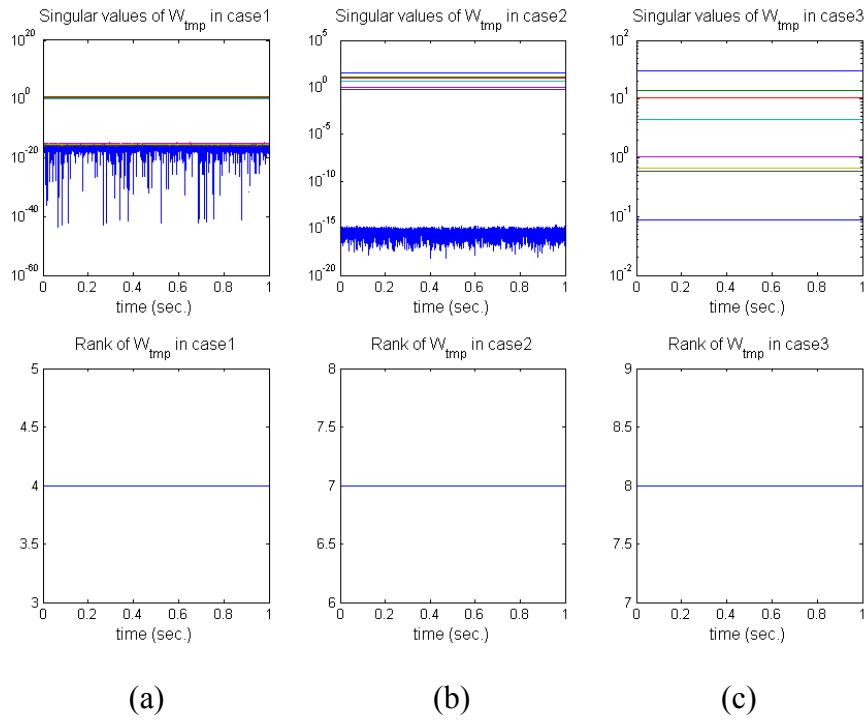 Singular values of W_tmp in case1
10^20
10^0
10^-20
10^-40
10^-60
0 0.2 0.4 0.6 0.8 1
time (sec.)
Singular values of W_tmp in case2
10^5
10^0
10^-5
10^-10
10^-15
10^-20
0 0.2 0.4 0.6 0.8 1
time (sec.)
Singular values of W_tmp in case3
10^2
10^1
10^0
10^-1
10^-2
0 0.2 0.4 0.6 0.8 1
time (sec.)
Rank of W_tmp in case1
5
4.5
4
3.5
3
0 0.2 0.4 0.6 0.8 1
time (sec.)
Rank of W_tmp in case2
8
7.5
7
6.5
6
0 0.2 0.4 0.6 0.8 1
time (sec.)
Rank of W_tmp in case3
9
8.5
8
7.5
7
0 0.2 0.4 0.6 0.8 1
time (sec.)
(a) (b) (c)